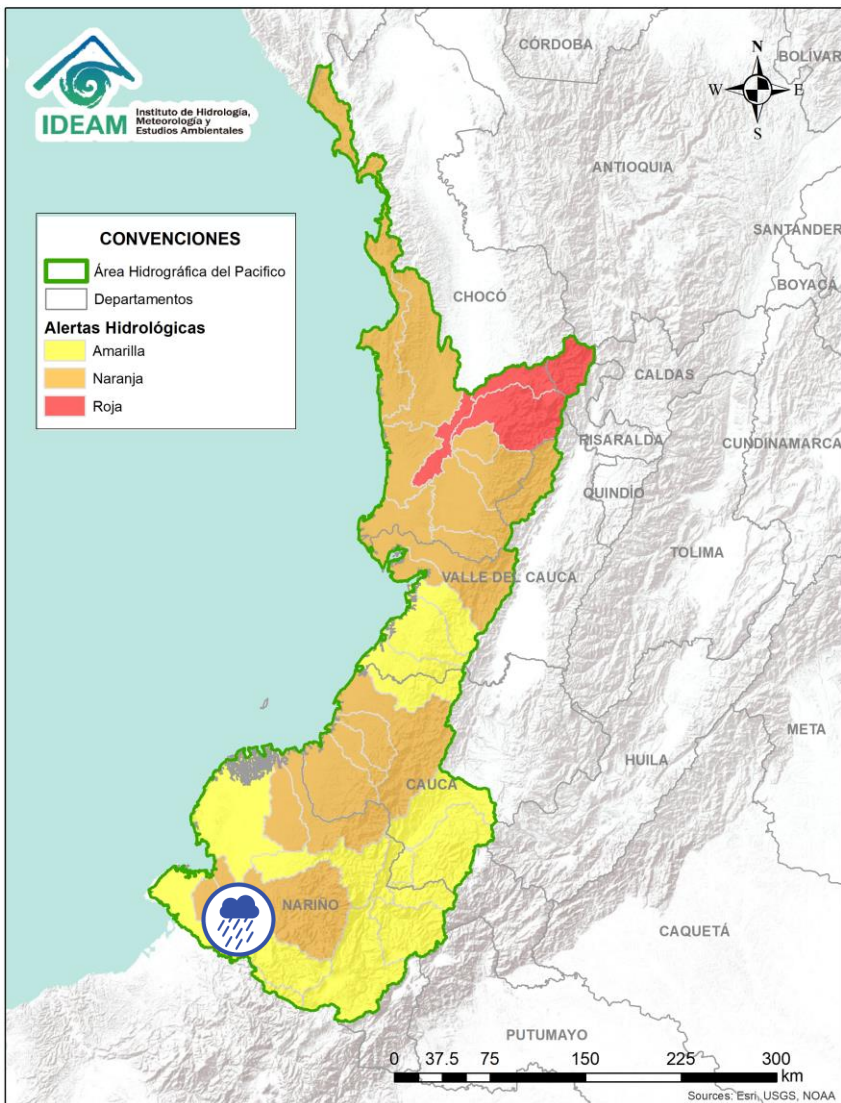 IDEAM
Instituto de Hidrología,
Meteorología y
Estudios Ambientales
CÓRDOBA
BOLÍVAR
N
W
E
S
ANTIOQUIA
SANTANDER
CONVENCIONES
Área Hidrográfica del Pacifico
Departamentos
Alertas Hidrológicas
Amarilla
Naranja
Roja
BOYACÁ
CHOCÓ
CALDAS
RISARALDA
CUNDINAMARCA
QUINDÍO
TOLIMA
VALLE DEL CAUCA
META
HUILA
CAUCA
NARIÑO
CAQUETÁ
PUTUMAYO
0 37.5 75 150 225 300
km
Sources: Esri, USGS, NOAA